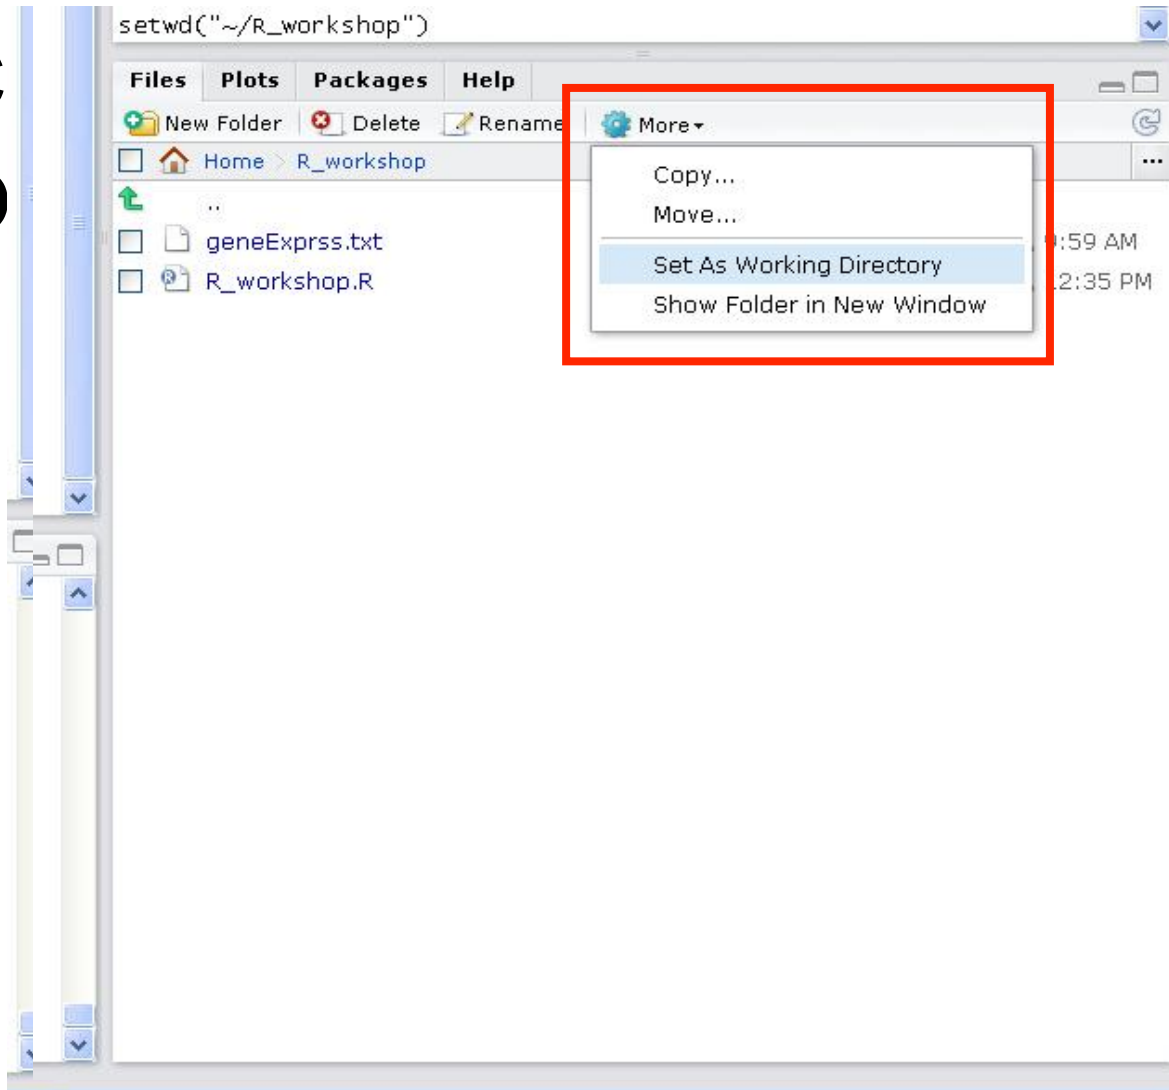 setwd("~/R_workshop")
Files Plots Packages Help
New Folder Delete Rename More
Home R_workshop ...
Copy...
..
Move...
geneExprss.txt :59 AM
Set As Working Directory
R_workshop.R 2:35 PM
Show Folder in New Window